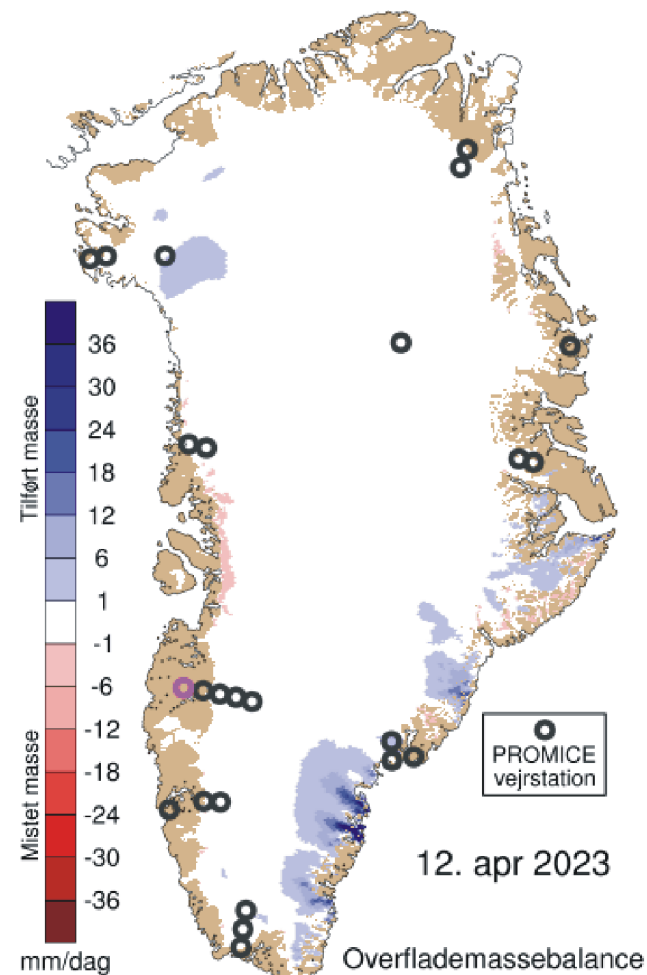 Tilført masse
Mistet masse
36
30
24
18
12
6
1
-1
-6
-12
-18
-24
-30
-36
mm/dag
PROMICE
vejrstation
12. apr 2023
Overflademassebalance